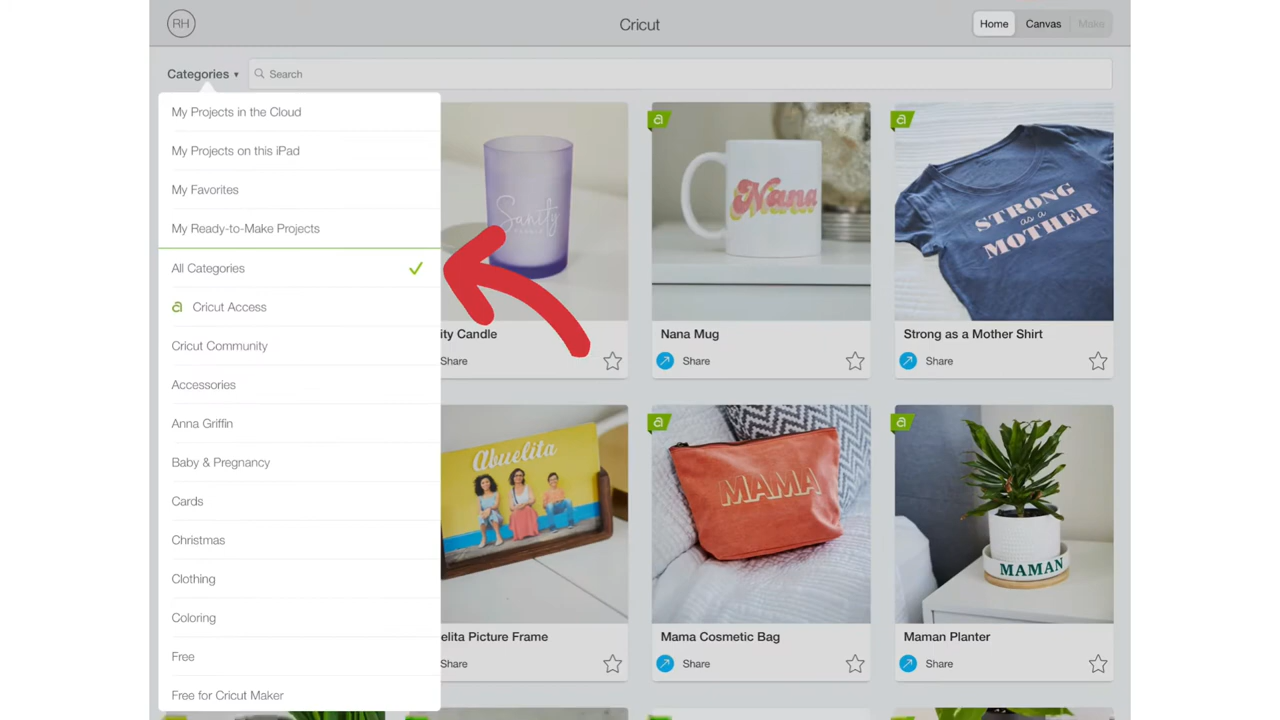 RH
Cricut
Home
Canvas
Make
Categories ▾
Search
My Projects in the Cloud
My Projects on this iPad
My Favorites
My Ready-to-Make Projects
All Categories
a Cricut Access
Cricut Community
Accessories
Anna Griffin
Baby & Pregnancy
Cards
Christmas
Clothing
Coloring
Free
Free for Cricut Maker
Sanity
CANDLE
ity Candle
Share
a
Nana
Nana Mug
Share
a
STRONG
as a
MOTHER
Strong as a Mother Shirt
Share
Abuelita
elita Picture Frame
Share
a
MAMA
Mama Cosmetic Bag
Share
a
MAMAN
Maman Planter
Share